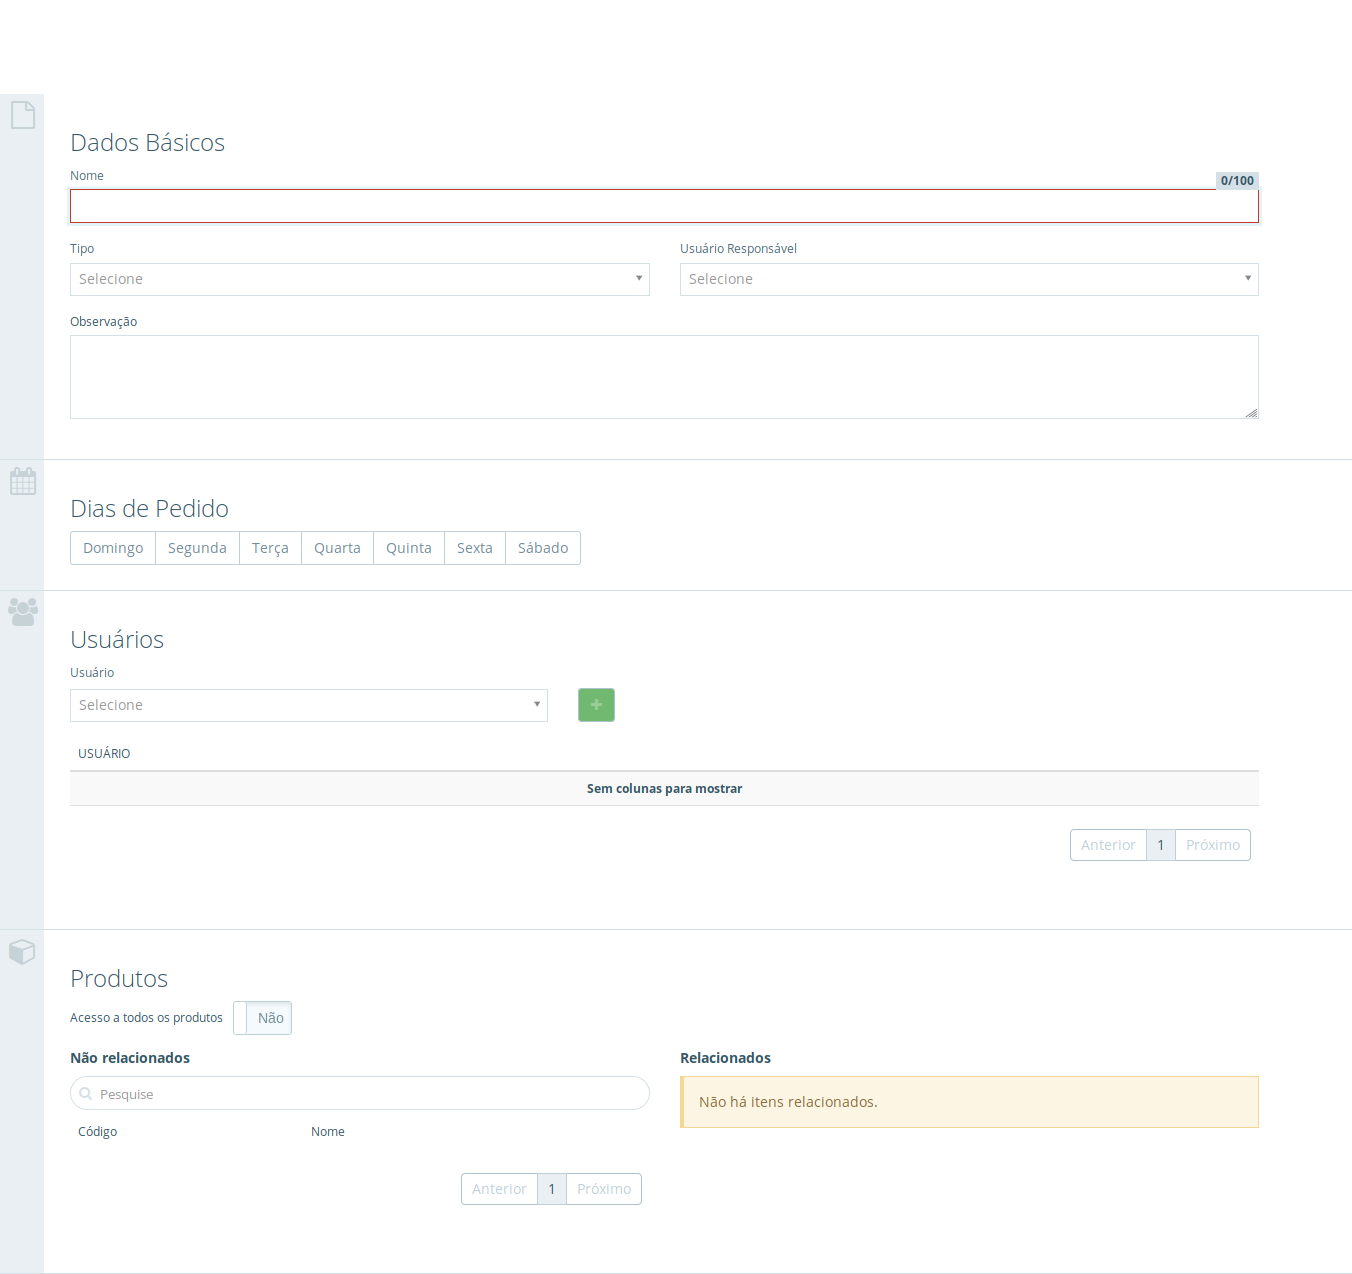 Dados Básicos
Nome
0/100
Tipo
Usuário Responsável
Selecione
Selecione
Observação
Dias de Pedido
Domingo Segunda Terça Quarta Quinta Sexta Sábado
Usuários
Usuário
Selecione
USUÁRIO
Sem colunas para mostrar
Anterior 1 Próximo
Produtos
Acesso a todos os produtos Não
Não relacionados
Relacionados
Pesquise
Não há itens relacionados.
Código Nome
Anterior 1 Próximo